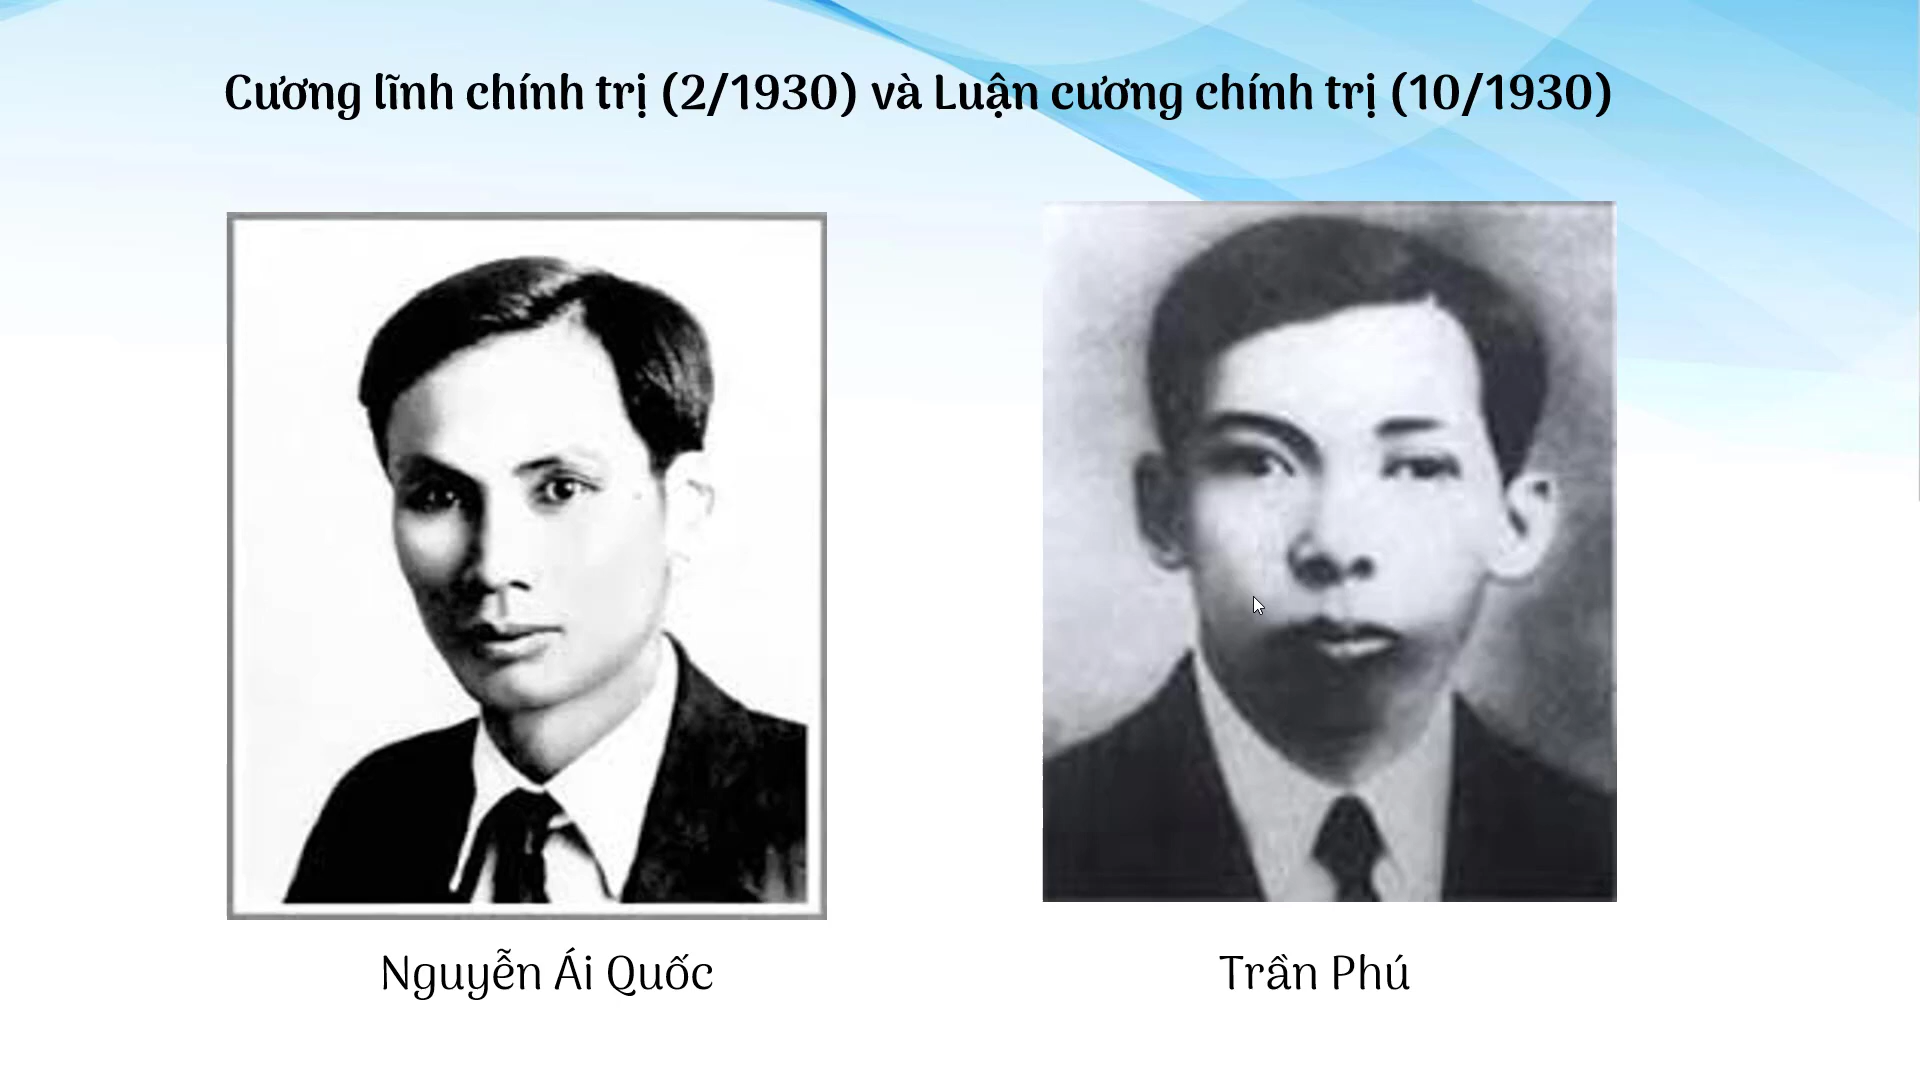 Cương lĩnh chính trị (2/1930) và Luận cương chính trị (10/1930)
Nguyễn Ái Quốc
Trần Phú